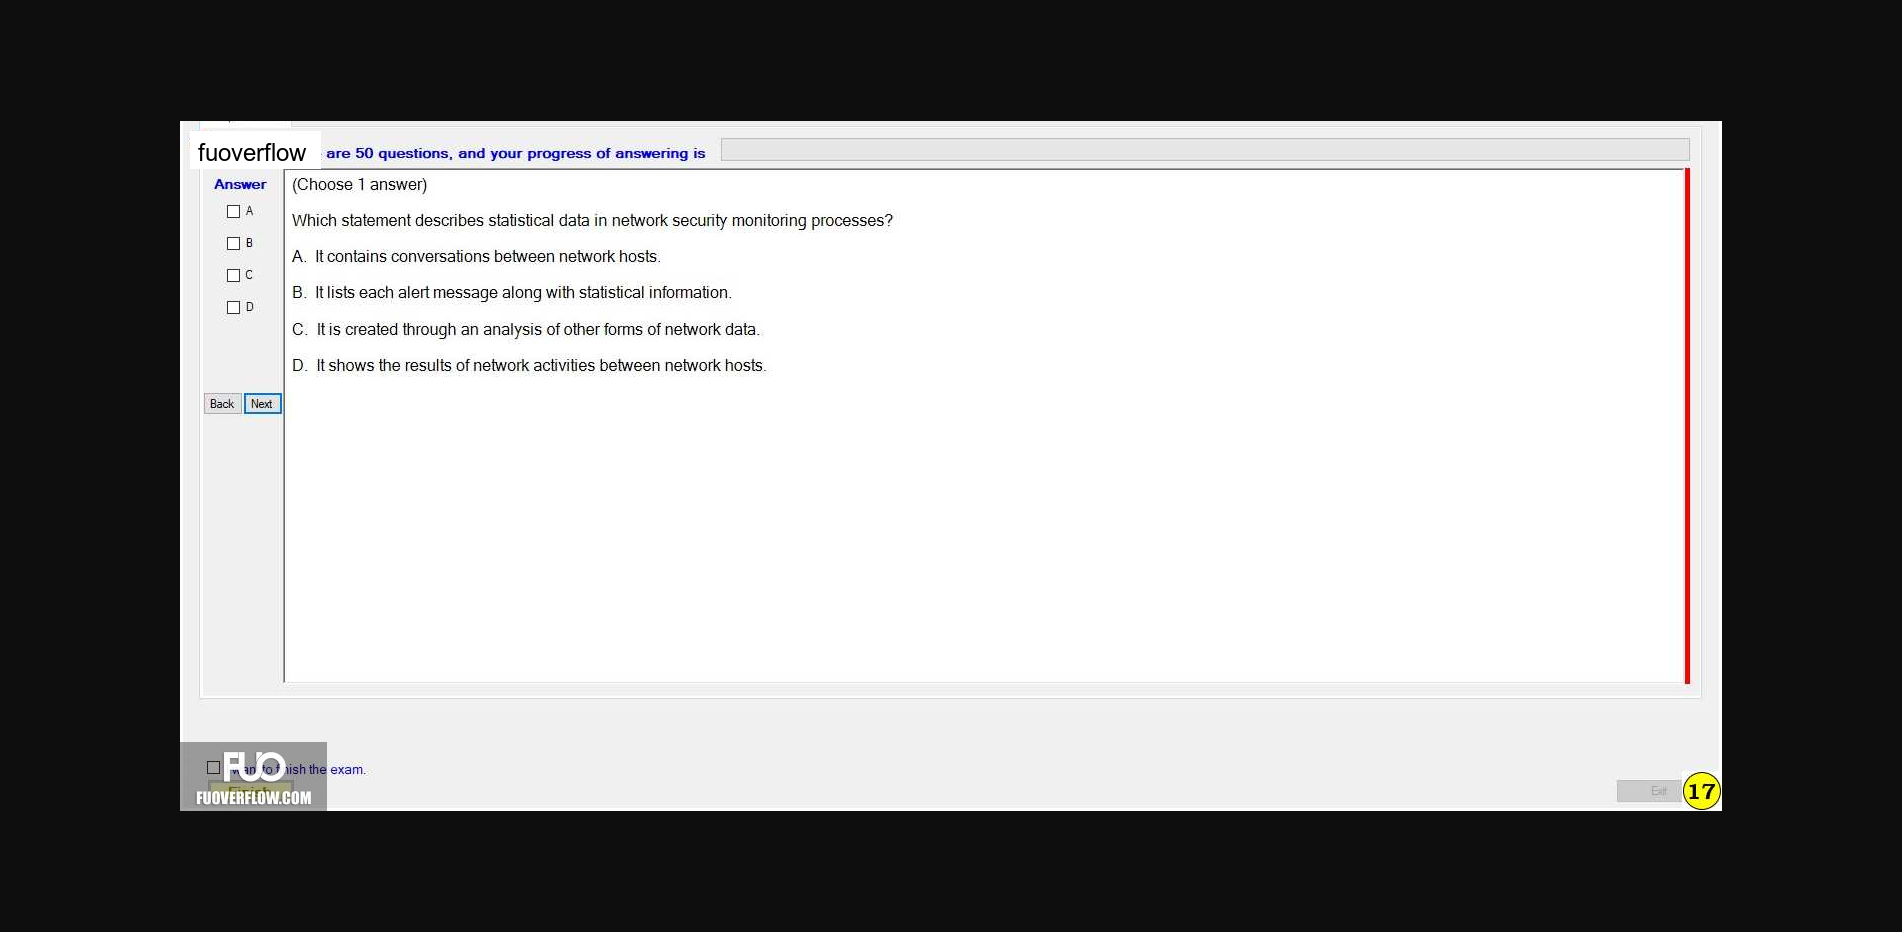 fuoverflow are 50 questions, and your progress of answering is
Answer
A
B
C
D
Back Next
(Choose 1 answer)
Which statement describes statistical data in network security monitoring processes?
A. It contains conversations between network hosts.
B. It lists each alert message along with statistical information.
C. It is created through an analysis of other forms of network data.
D. It shows the results of network activities between network hosts.
want to finish the exam.
Finish
FUO
FUOVERFLOW.COM
Exit
17